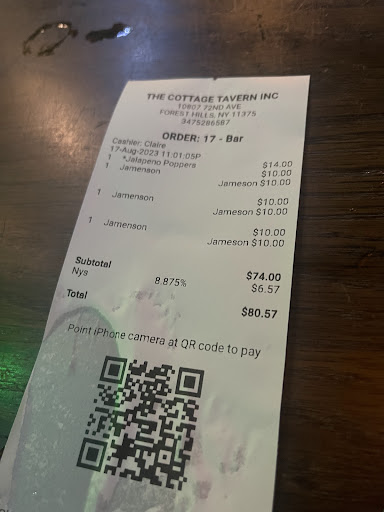 THE COTTAGE TAVERN INC
10807 72ND AVE
FOREST HILLS, NY 11375
3475286587
ORDER: 17 - Bar
Cashier: Claire
17-Aug-2023 11:01:05P
1 *Jalapeno Poppers $14.00
1 Jamenson $10.00
Jameson $10.00
1 Jamenson $10.00
Jameson $10.00
1 Jamenson $10.00
Jameson $10.00
Subtotal $74.00
Nys 8.875% $6.57
Total $80.57
Point iPhone camera at QR code to pay